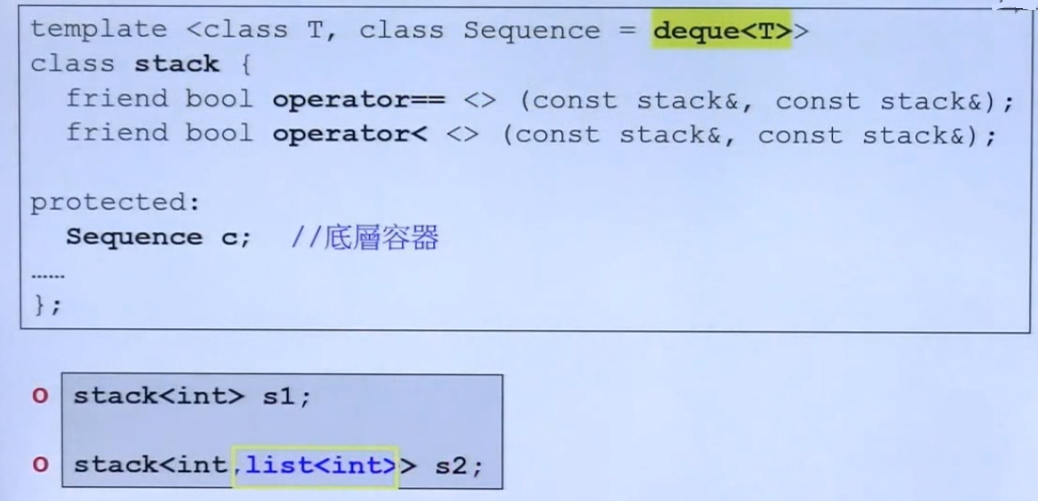 template <class T, class Sequence = deque<T>>
class stack {
friend bool operator== <> (const stack&, const stack&);
friend bool operator< <> (const stack&, const stack&);
protected:
Sequence c; //底層容器
......
};
o stack<int> s1;
o stack<int,list<int>> s2;